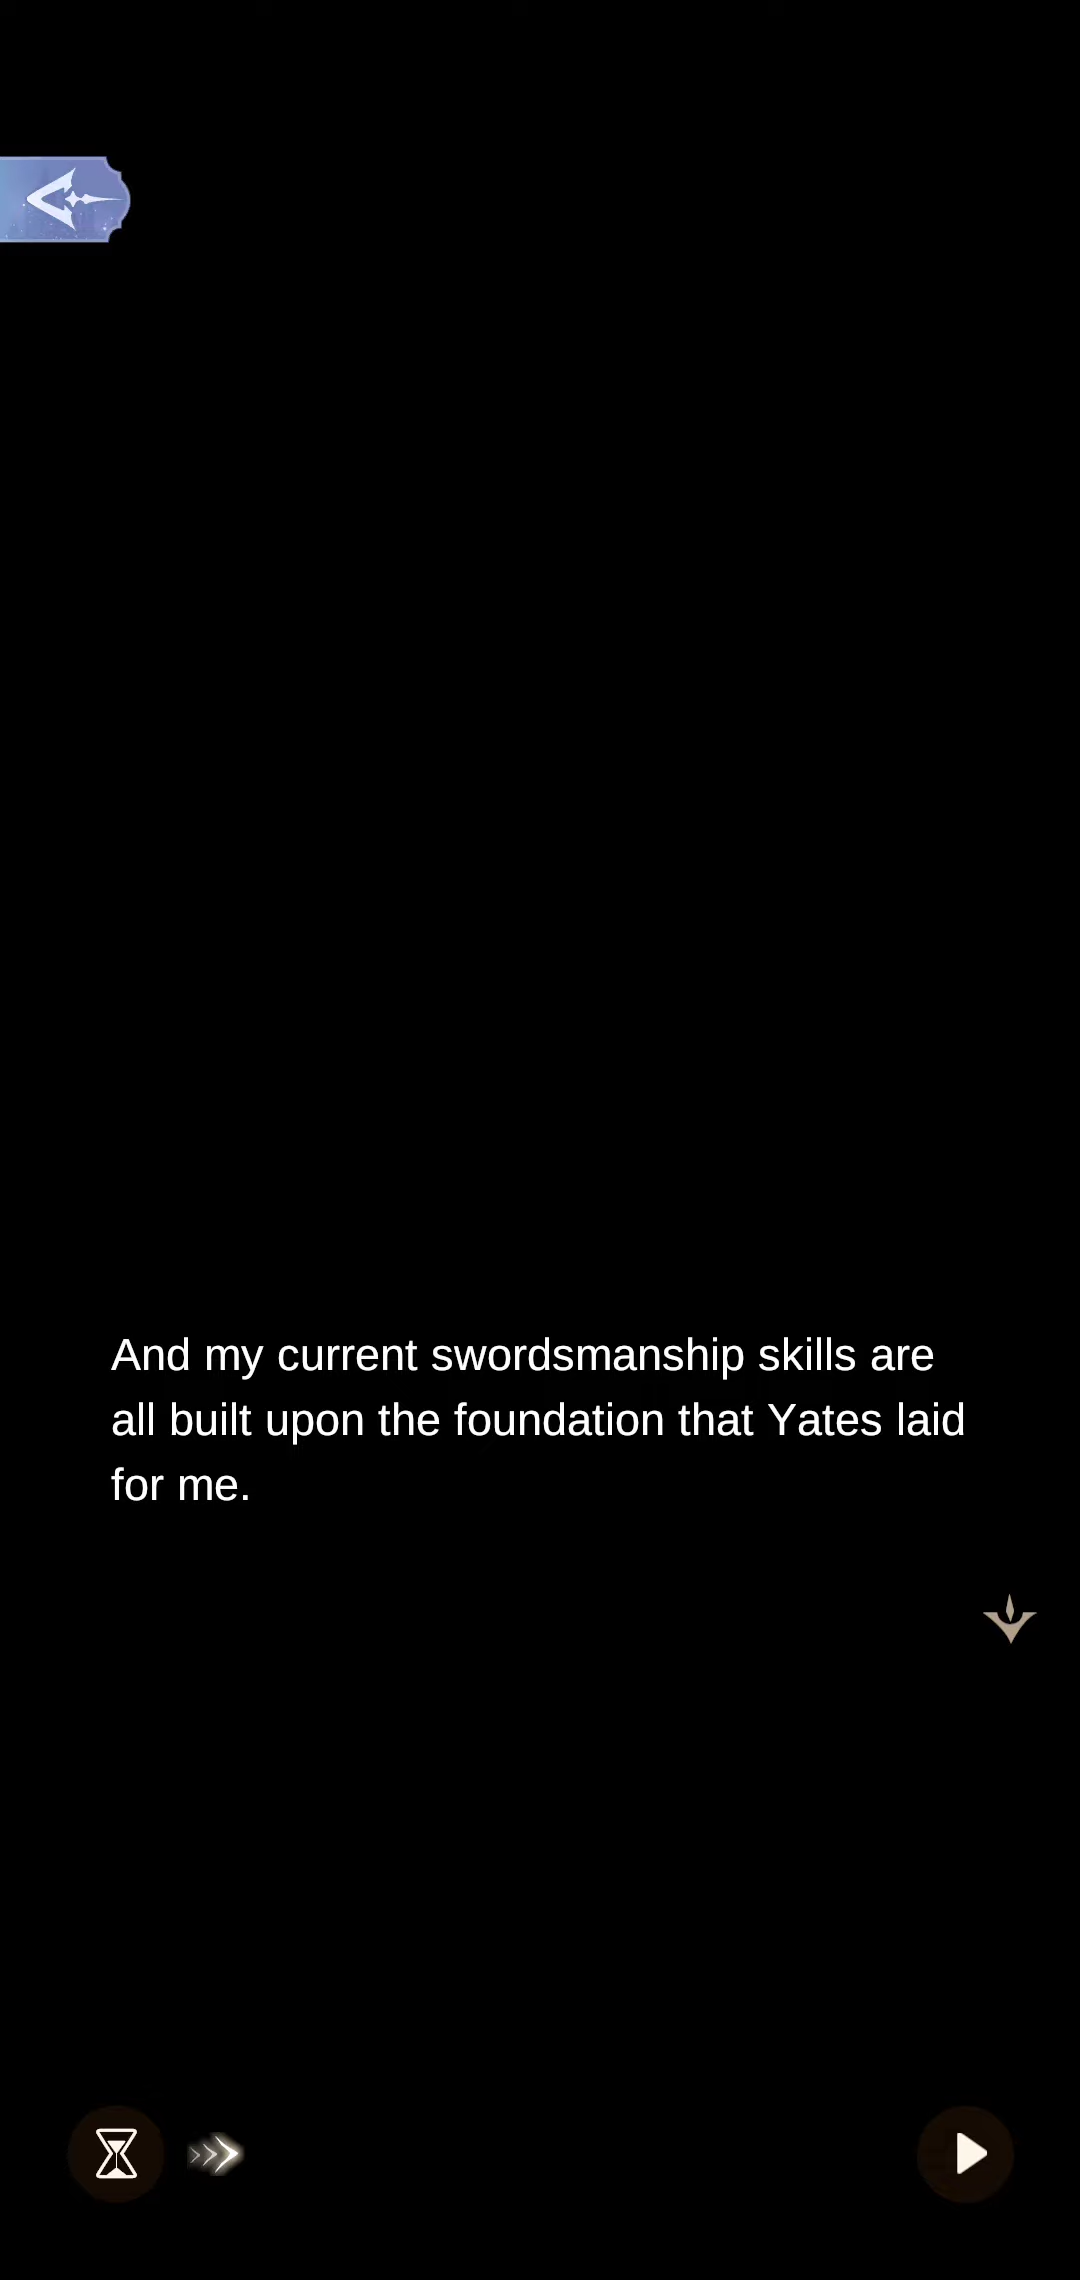 And my current swordsmanship skills are
all built upon the foundation that Yates laid
for me.